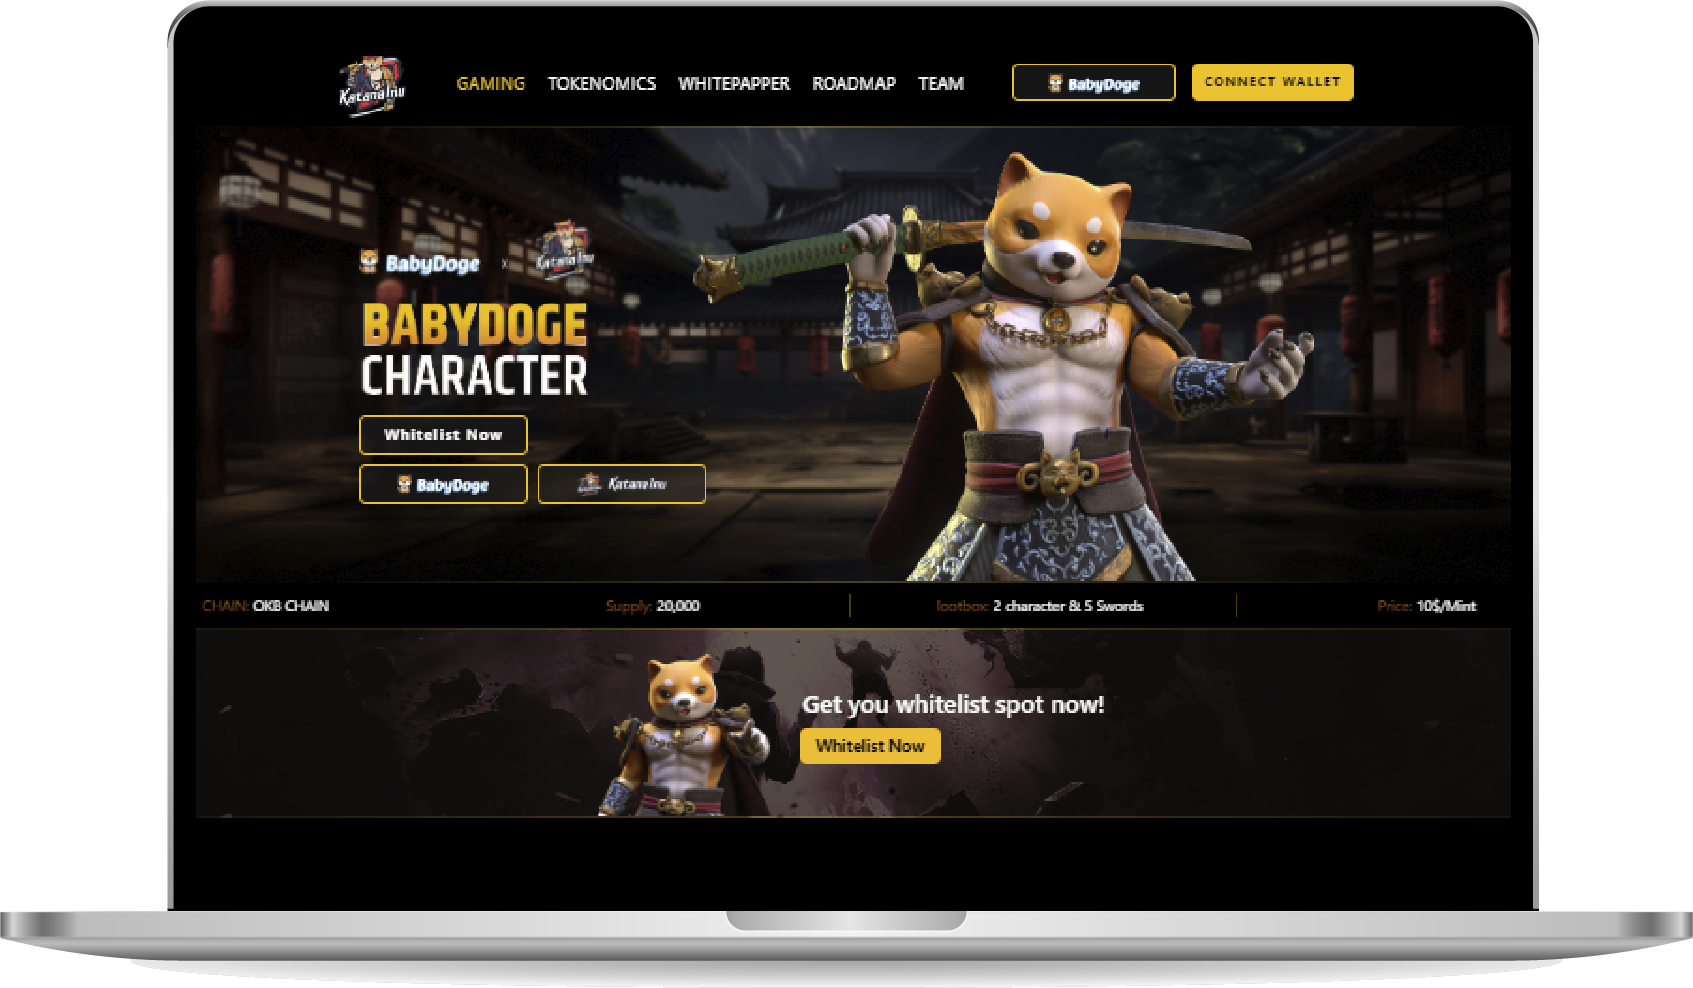 Katana Inu
GAMING TOKENOMICS WHITEPAPPER ROADMAP TEAM
BabyDoge
CONNECT WALLET
BabyDoge x Katana Inu
BABYDOGE
CHARACTER
Whitelist Now
BabyDoge
Katana Inu
CHAIN: OKB CHAIN
Supply: 20,000
lootbox: 2 character & 5 Swords
Price: 10$/Mint
Get you whitelist spot now!
Whitelist Now